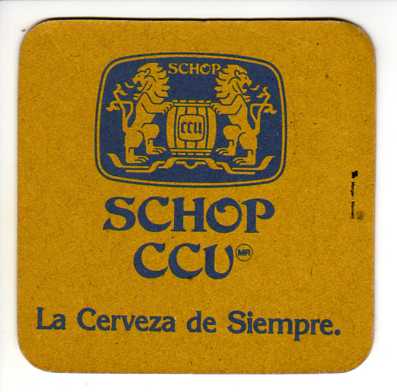 SCHOP
ccu
SCHOP
CCU MR
La Cerveza de Siempre.